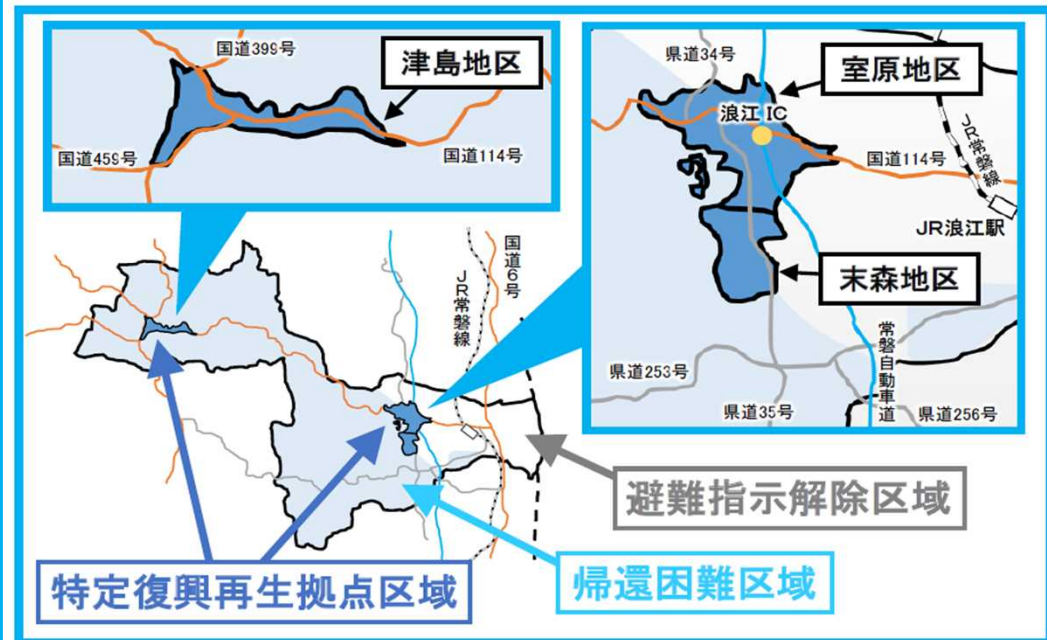 国道399号
津島地区
国道459号
国道114号
県道34号
室原地区
浪江 IC
国道114号
JR常磐線
JR浪江駅
末森地区
県道253号
常磐自動車道
県道35号
県道256号
国道6号
JR常磐線
避難指示解除区域
特定復興再生拠点区域
帰還困難区域